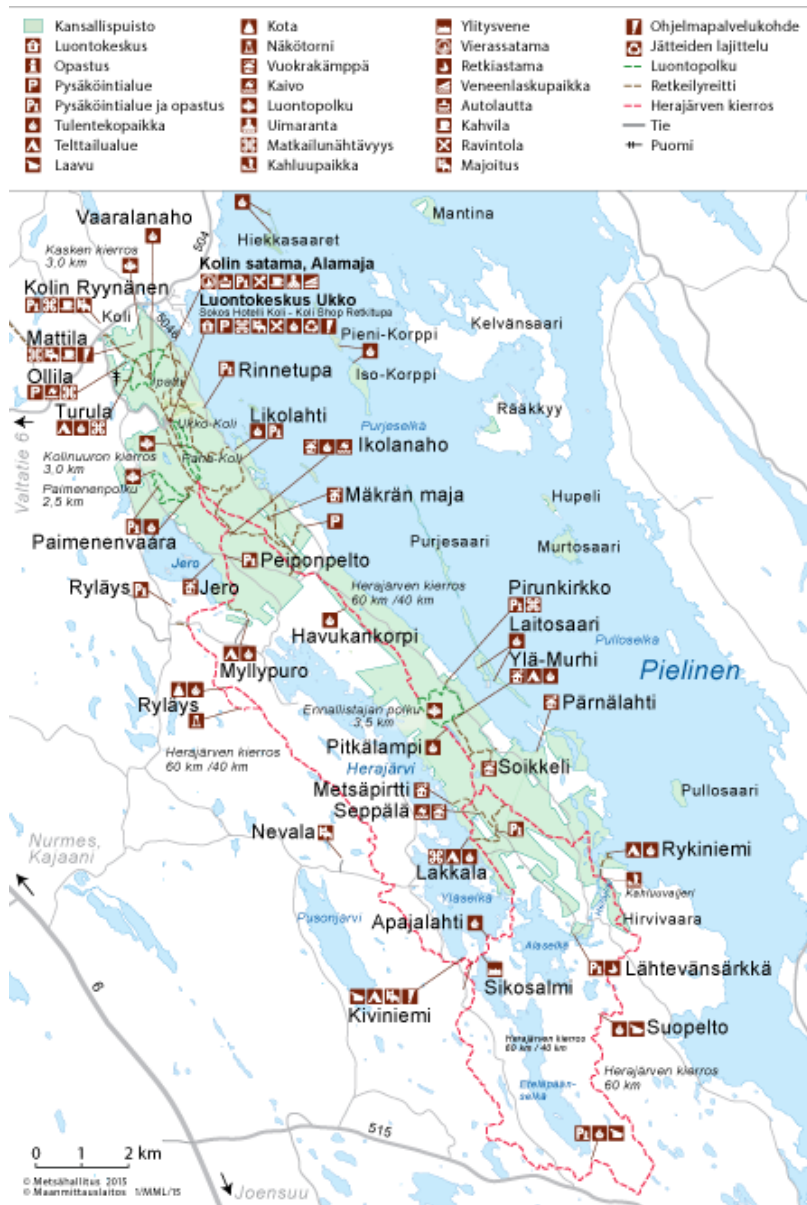 Kansallispuisto
Luontokeskus
Opastus
Pysäköintialue
Pysäköintialue ja opastus
Tulentekopaikka
Telttailualue
Laavu
Kota
Näkötorni
Vuokrakämppä
Kaivo
Luontopolku
Uimaranta
Matkailunähtävyys
Kahluupaikka
Ylitysvene
Vierassatama
Retkiastama
Veneenlaskupaikka
Autolautta
Kahvila
Ravintola
Majoitus
Ohjelmapalvelukohde
Jätteiden lajittelu
Luontopolku
Retkeilyreitti
Herajärven kierros
Tie
Puomi
Mantina
Vaaralanaho
504
Hiekkasaaret
Kasken kierros
3,0 km
Kolin satama, Alamaja
Kolin Ryynänen
Koli
504B
Luontokeskus Ukko
Sokos Hotelli Koli - Koli Shop Retkitupa
Kelvänsaari
Mattila
Pieni-Korppi
Iso-Korppi
Ollila
Rinnetupa
Turula
Ukko-Koli
Likolahti
Rääkkyy
Purjeselkä
Valtatie 6
Kolinuuron kierros
3,0 km
Ikolanaho
Paimenenpolku
2,5 km
Mäkrän maja
Hupeli
Paimenenvaara
Purjesaari
Murtosaari
Jero
Peiponpelto
Ryläys
Jero
Herajärven kierros
60 km /40 km
Pirunkirkko
Havukankorpi
Laitosaari
Pulloselkä
Myllypuro
Ylä-Murhi
Pielinen
Ryläys
Ennallistajan polku
3,5 km
Pärnälahti
Pitkälampi
Herajärven kierros
60 km /40 km
Herajärvi
Soikkeli
Metsäpirtti
Pullosaari
Seppälä
Nurmes,
Kajaani
Nevala
Rykiniemi
Lakkala
Kahluuvaijeri
Yläselkä
Hirvivaara
Pusonjärvi
Apajalahti
6
Alaselkä
Lähtevänsärkkä
Sikosalmi
Kiviniemi
Suopelto
Herajärven kierros
60 km / 40 km
Herajärven kierros
60 km
Eteläpään-
selkä
515
0 2 km
© Metsähallitus 2015
© Maanmittauslaitos 1/MML/15
Joensuu